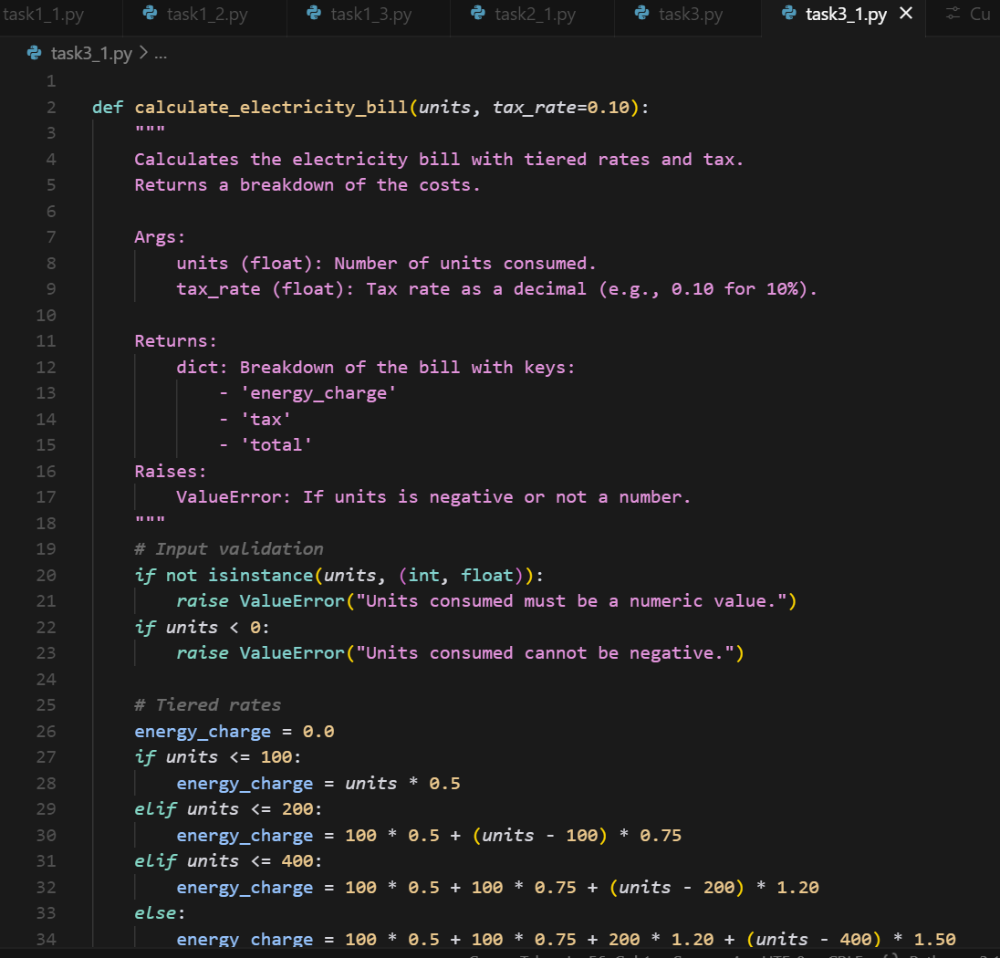 task1_1.py task1_2.py task1_3.py task2_1.py task3.py task3_1.py Cu
task3_1.py > ...
1
2 def calculate_electricity_bill(units, tax_rate=0.10):
3     """
4     Calculates the electricity bill with tiered rates and tax.
5     Returns a breakdown of the costs.
6
7     Args:
8         units (float): Number of units consumed.
9         tax_rate (float): Tax rate as a decimal (e.g., 0.10 for 10%).
10
11     Returns:
12         dict: Breakdown of the bill with keys:
13             - 'energy_charge'
14             - 'tax'
15             - 'total'
16     Raises:
17         ValueError: If units is negative or not a number.
18     """
19     # Input validation
20     if not isinstance(units, (int, float)):
21         raise ValueError("Units consumed must be a numeric value.")
22     if units < 0:
23         raise ValueError("Units consumed cannot be negative.")
24
25     # Tiered rates
26     energy_charge = 0.0
27     if units <= 100:
28         energy_charge = units * 0.5
29     elif units <= 200:
30         energy_charge = 100 * 0.5 + (units - 100) * 0.75
31     elif units <= 400:
32         energy_charge = 100 * 0.5 + 100 * 0.75 + (units - 200) * 1.20
33     else:
34         energy_charge = 100 * 0.5 + 100 * 0.75 + 200 * 1.20 + (units - 400) * 1.50